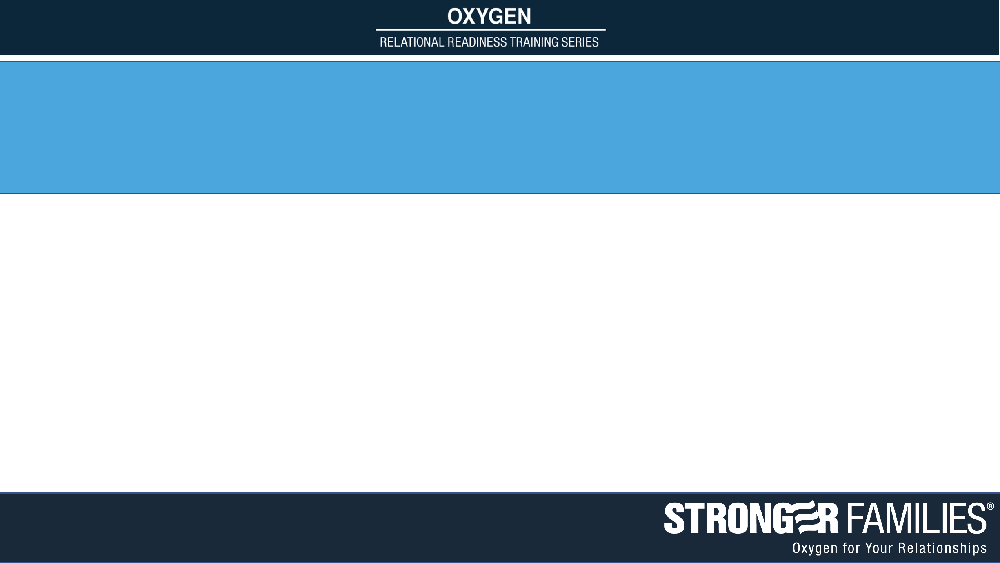 OXYGEN
RELATIONAL READINESS TRAINING SERIES
STRONGER FAMILIES®
Oxygen for Your Relationships